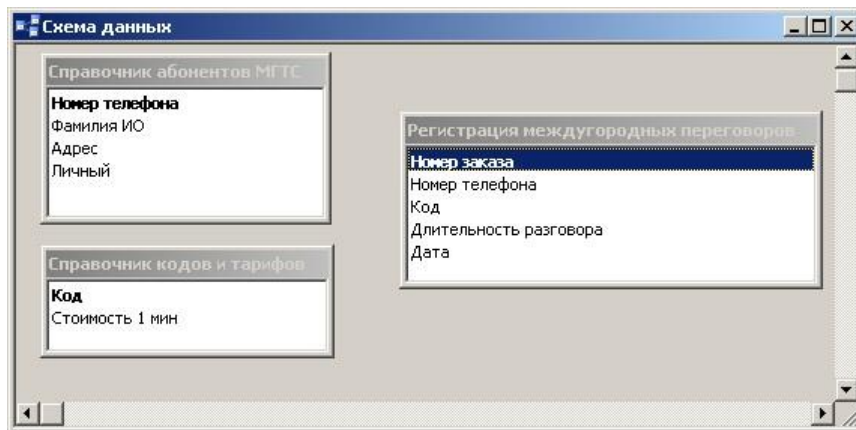 Схема данных
Справочник абонентов МГТС
Номер телефона
Фамилия ИО
Адрес
Личный
Справочник кодов и тарифов
Код
Стоимость 1 мин
Регистрация междугородных переговоров
Номер заказа
Номер телефона
Код
Длительность разговора
Дата